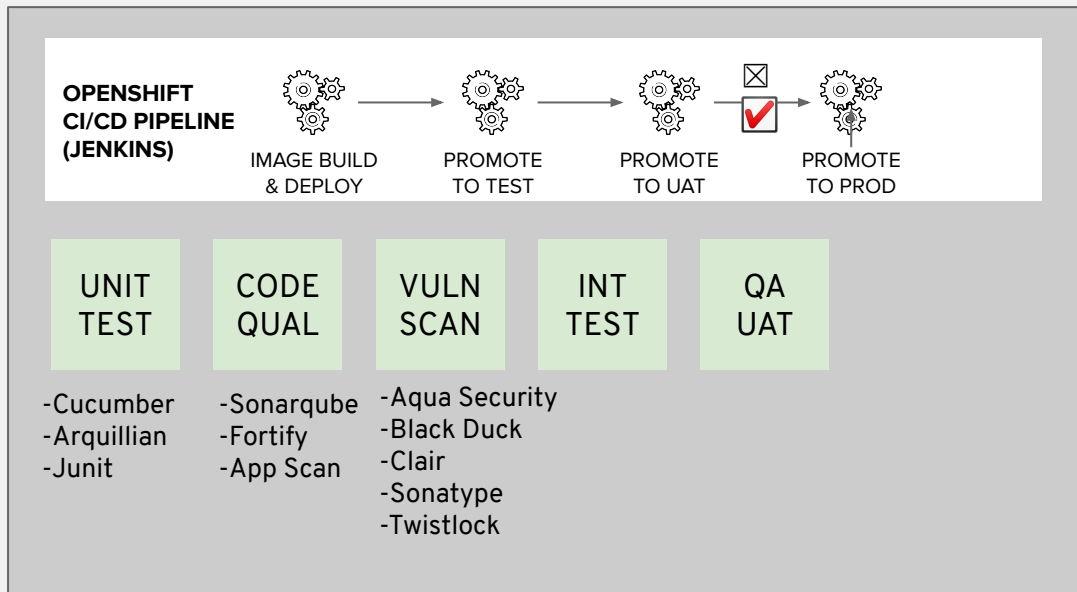 OPENSHIFT
CI/CD PIPELINE
(JENKINS)
IMAGE BUILD
& DEPLOY
PROMOTE
TO TEST
PROMOTE
TO UAT
PROMOTE
TO PROD
UNIT
TEST
CODE
QUAL
VULN
SCAN
INT
TEST
QA
UAT
-Cucumber
-Arquillian
-Junit
-Sonarqube
-Fortify
-App Scan
-Aqua Security
-Black Duck
-Clair
-Sonatype
-Twistlock